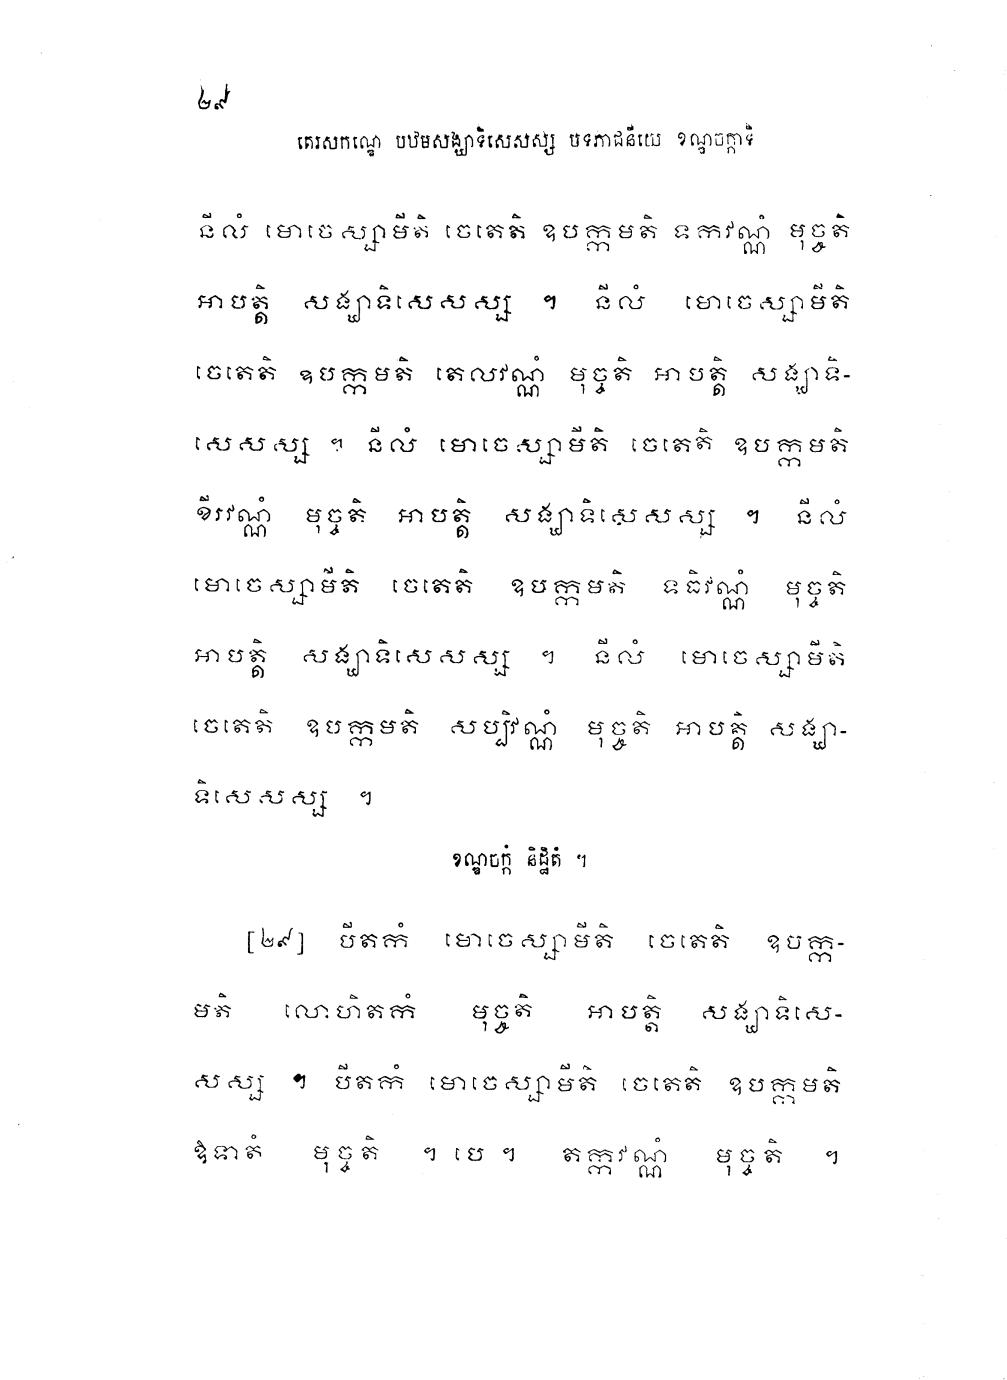 ២៩
តេរសកណ្ឌេ បឋមសង្ឃាទិសេសស្ស បទភាជនីយេ ខណ្ឌចក្កាទិ
នីលំ មោចេស្សាមីតិ ចេតេតិ ឧបក្កមតិ ទកវណ្ណំ មុច្ចតិ
អាបត្តិ សង្ឃាទិសេសស្ស ។ នីលំ មោចេស្សាមីតិ
ចេតេតិ ឧបក្កមតិ តេលវណ្ណំ មុច្ចតិ អាបត្តិ សង្ឃាទិ-
សេសស្ស ។ នីលំ មោចេស្សាមីតិ ចេតេតិ ឧបក្កមតិ
ខីរវណ្ណំ មុច្ចតិ អាបត្តិ សង្ឃាទិសេសស្ស ។ នីលំ
មោចេស្សាមីតិ ចេតេតិ ឧបក្កមតិ ទធិវណ្ណំ មុច្ចតិ
អាបត្តិ សង្ឃាទិសេសស្ស ។ នីលំ មោចេស្សាមីតិ
ចេតេតិ ឧបក្កមតិ សប្បិវណ្ណំ មុច្ចតិ អាបត្តិ សង្ឃា-
ទិសេសស្ស ។
ខណ្ឌចក្កំ និដ្ឋិតំ ។
[២៩] បីតកំ មោចេស្សាមីតិ ចេតេតិ ឧបក្ក-
មតិ លោហិតកំ មុច្ចតិ អាបត្តិ សង្ឃាទិសេ-
សស្ស ។ បីតកំ មោចេស្សាមីតិ ចេតេតិ ឧបក្កមតិ
ឱទាតំ មុច្ចតិ ។ បេ ។ តក្កវណ្ណំ មុច្ចតិ ។